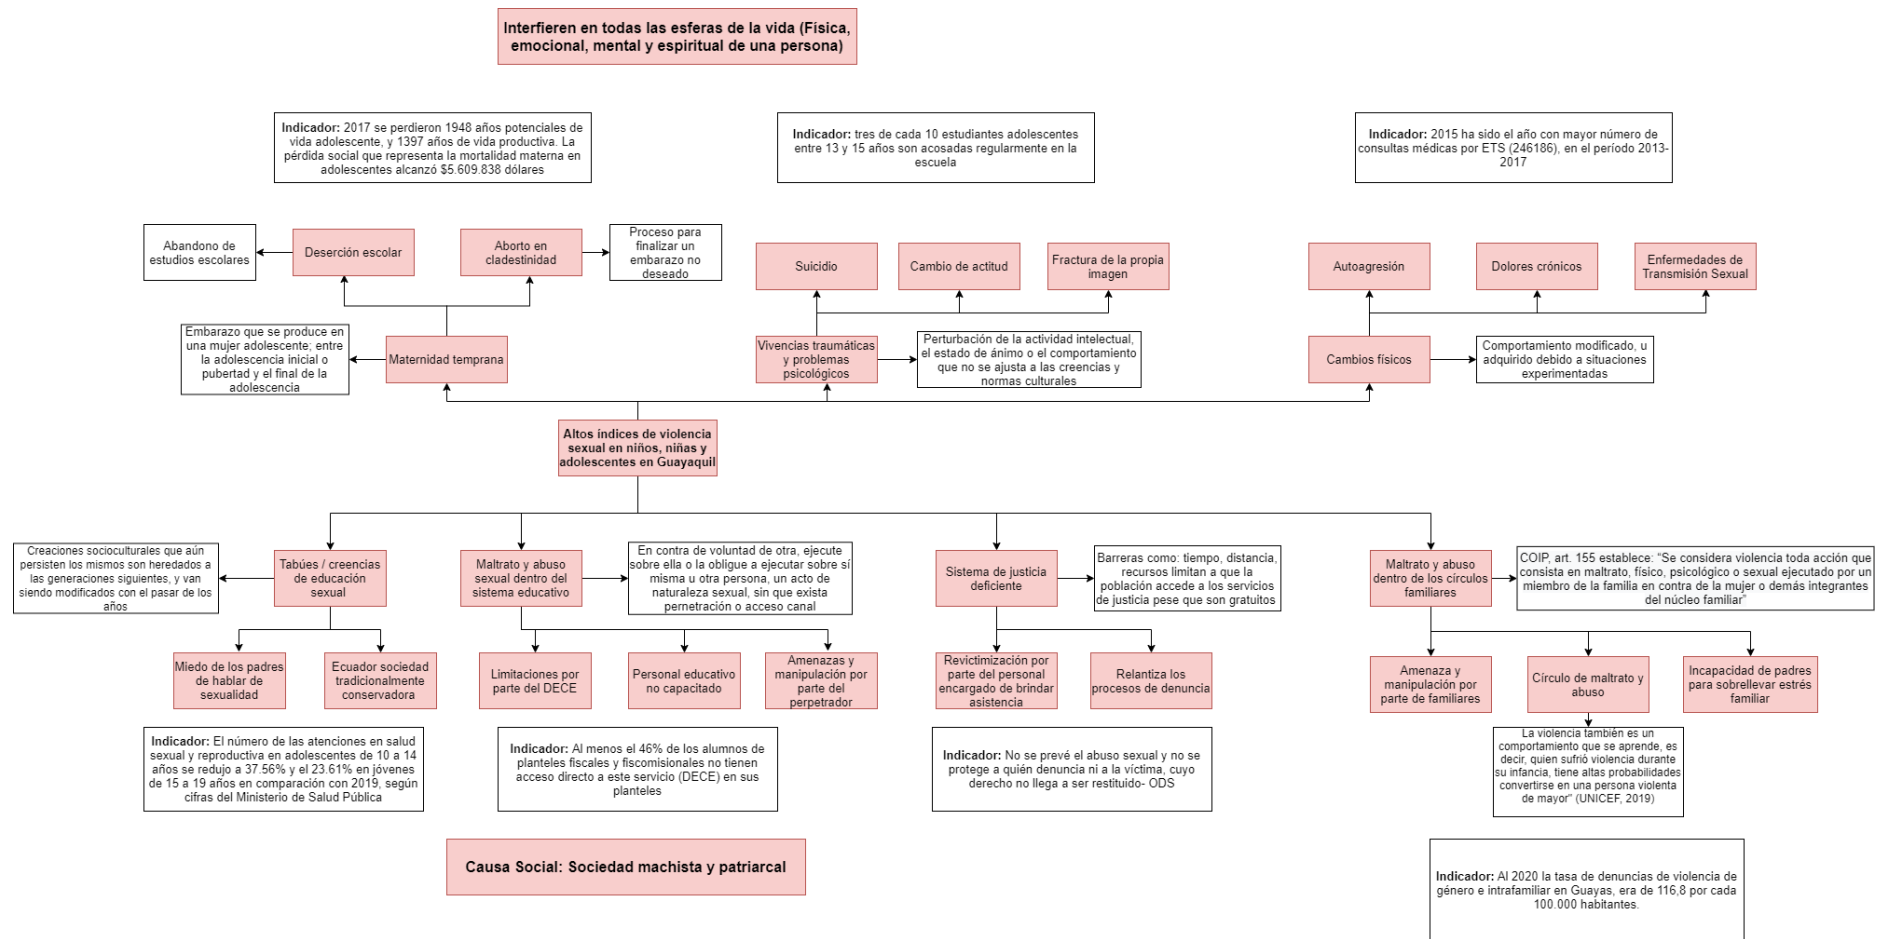 Interfieren en todas las esferas de la vida (Física,
emocional, mental y espiritual de una persona)
Indicador: 2017 se perdieron 1948 años potenciales de
vida adolescente, y 1397 años de vida productiva. La
pérdida social que representa la mortalidad materna en
adolescentes alcanzó $5.609.838 dólares
Indicador: tres de cada 10 estudiantes adolescentes
entre 13 y 15 años son acosadas regularmente en la
escuela
Indicador: 2015 ha sido el año con mayor número de
consultas médicas por ETS (246186), en el período 2013-
2017
Abandono de
estudios escolares
Deserción escolar
Aborto en
cladestinidad
Proceso para
finalizar un
embarazo no
deseado
Suicidio
Cambio de actitud
Fractura de la propia
imagen
Autoagresión
Dolores crónicos
Enfermedades de
Transmisión Sexual
Embarazo que se produce en
una mujer adolescente; entre
la adolescencia inicial o
pubertad y el final de la
adolescencia
Maternidad temprana
Vivencias traumáticas
y problemas
psicológicos
Perturbación de la actividad intelectual,
el estado de ánimo o el comportamiento
que no se ajusta a las creencias y
normas culturales
Cambios físicos
Comportamiento modificado, u
adquirido debido a situaciones
experimentadas
Altos índices de violencia
sexual en niños, niñas y
adolescentes en Guayaquil
Creaciones socioculturales que aún
persisten los mismos son heredados a
las generaciones siguientes, y van
siendo modificados con el pasar de los
años
Tabúes / creencias
de educación
sexual
Maltrato y abuso
sexual dentro del
sistema educativo
En contra de voluntad de otra, ejecute
sobre ella o la obligue a ejecutar sobre sí
misma u otra persona, un acto de
naturaleza sexual, sin que exista
pernetración o acceso canal
Sistema de justicia
deficiente
Barreras como: tiempo, distancia,
recursos limitan a que la
población accede a los servicios
de justicia pese que son gratuitos
Maltrato y abuso
dentro de los círculos
familiares
COIP, art. 155 establece: “Se considera violencia toda acción que
consista en maltrato, físico, psicológico o sexual ejecutado por un
miembro de la familia en contra de la mujer o demás integrantes
del núcleo familiar”
Miedo de los padres
de hablar de
sexualidad
Ecuador sociedad
tradicionalmente
conservadora
Limitaciones por
parte del DECE
Personal educativo
no capacitado
Amenazas y
manipulación por
parte del
perpetrador
Revictimización por
parte del personal
encargado de brindar
asistencia
Relantiza los
procesos de denuncia
Amenaza y
manipulación por
parte de familiares
Círculo de maltrato y
abuso
Incapacidad de padres
para sobrellevar estrés
familiar
Indicador: El número de las atenciones en salud
sexual y reproductiva en adolescentes de 10 a 14
años se redujo a 37.56% y el 23.61% en jóvenes
de 15 a 19 años en comparación con 2019, según
cifras del Ministerio de Salud Pública
Indicador: Al menos el 46% de los alumnos de
planteles fiscales y fiscomisionales no tienen
acceso directo a este servicio (DECE) en sus
planteles
Indicador: No se prevé el abuso sexual y no se
protege a quién denuncia ni a la víctima, cuyo
derecho no llega a ser restituido- ODS
La violencia también es un
comportamiento que se aprende, es
decir, quien sufrió violencia durante
su infancia, tiene altas probabilidades
convertirse en una persona violenta
de mayor" (UNICEF, 2019)
Causa Social: Sociedad machista y patriarcal
Indicador: Al 2020 la tasa de denuncias de violencia de
género e intrafamiliar en Guayas, era de 116,8 por cada
100.000 habitantes.